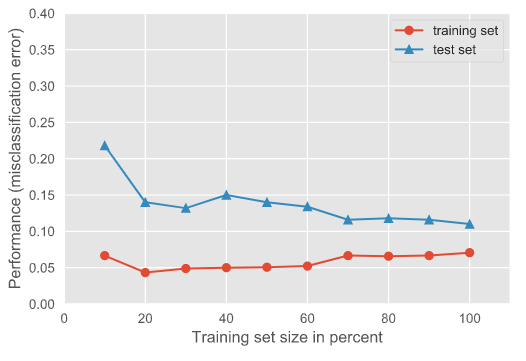 0.40
0.35
0.30
0.25
0.20
0.15
0.10
0.05
0.00
0 20 40 60 80 100
Performance (misclassification error)
Training set size in percent
training set
test set